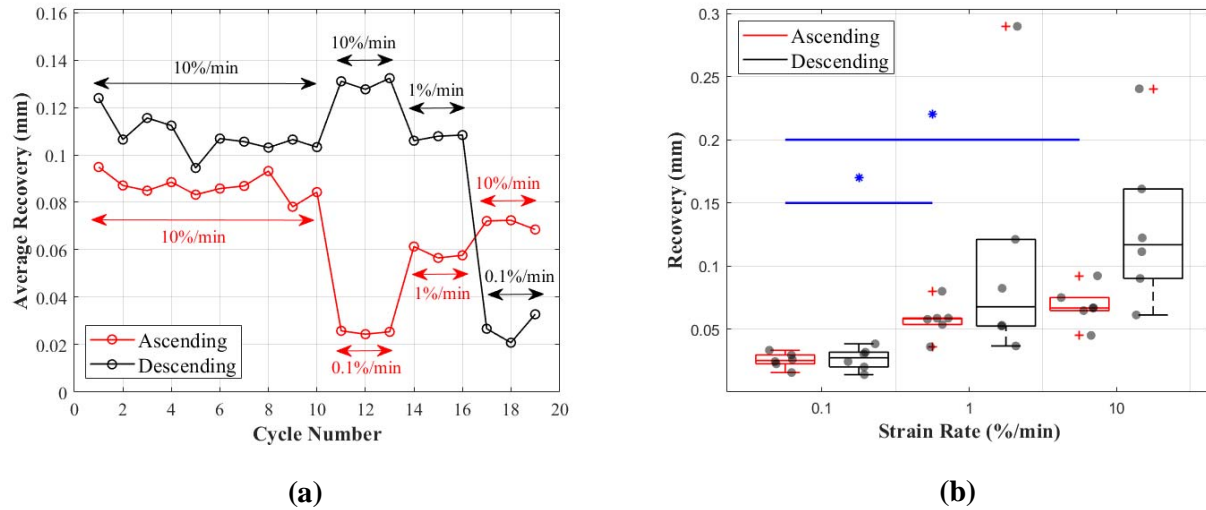 0.16
0.14
0.12
0.1
0.08
0.06
0.04
0.02
0
Average Recovery (mm)
0 2 4 6 8 10 12 14 16 18 20
Cycle Number
10%/min
10%/min
1%/min
0.1%/min
10%/min
0.1%/min
1%/min
10%/min
Ascending
Descending
(a)
0.3
0.25
0.2
0.15
0.1
0.05
Recovery (mm)
0.1 1 10
Strain Rate (%/min)
Ascending
Descending
(b)